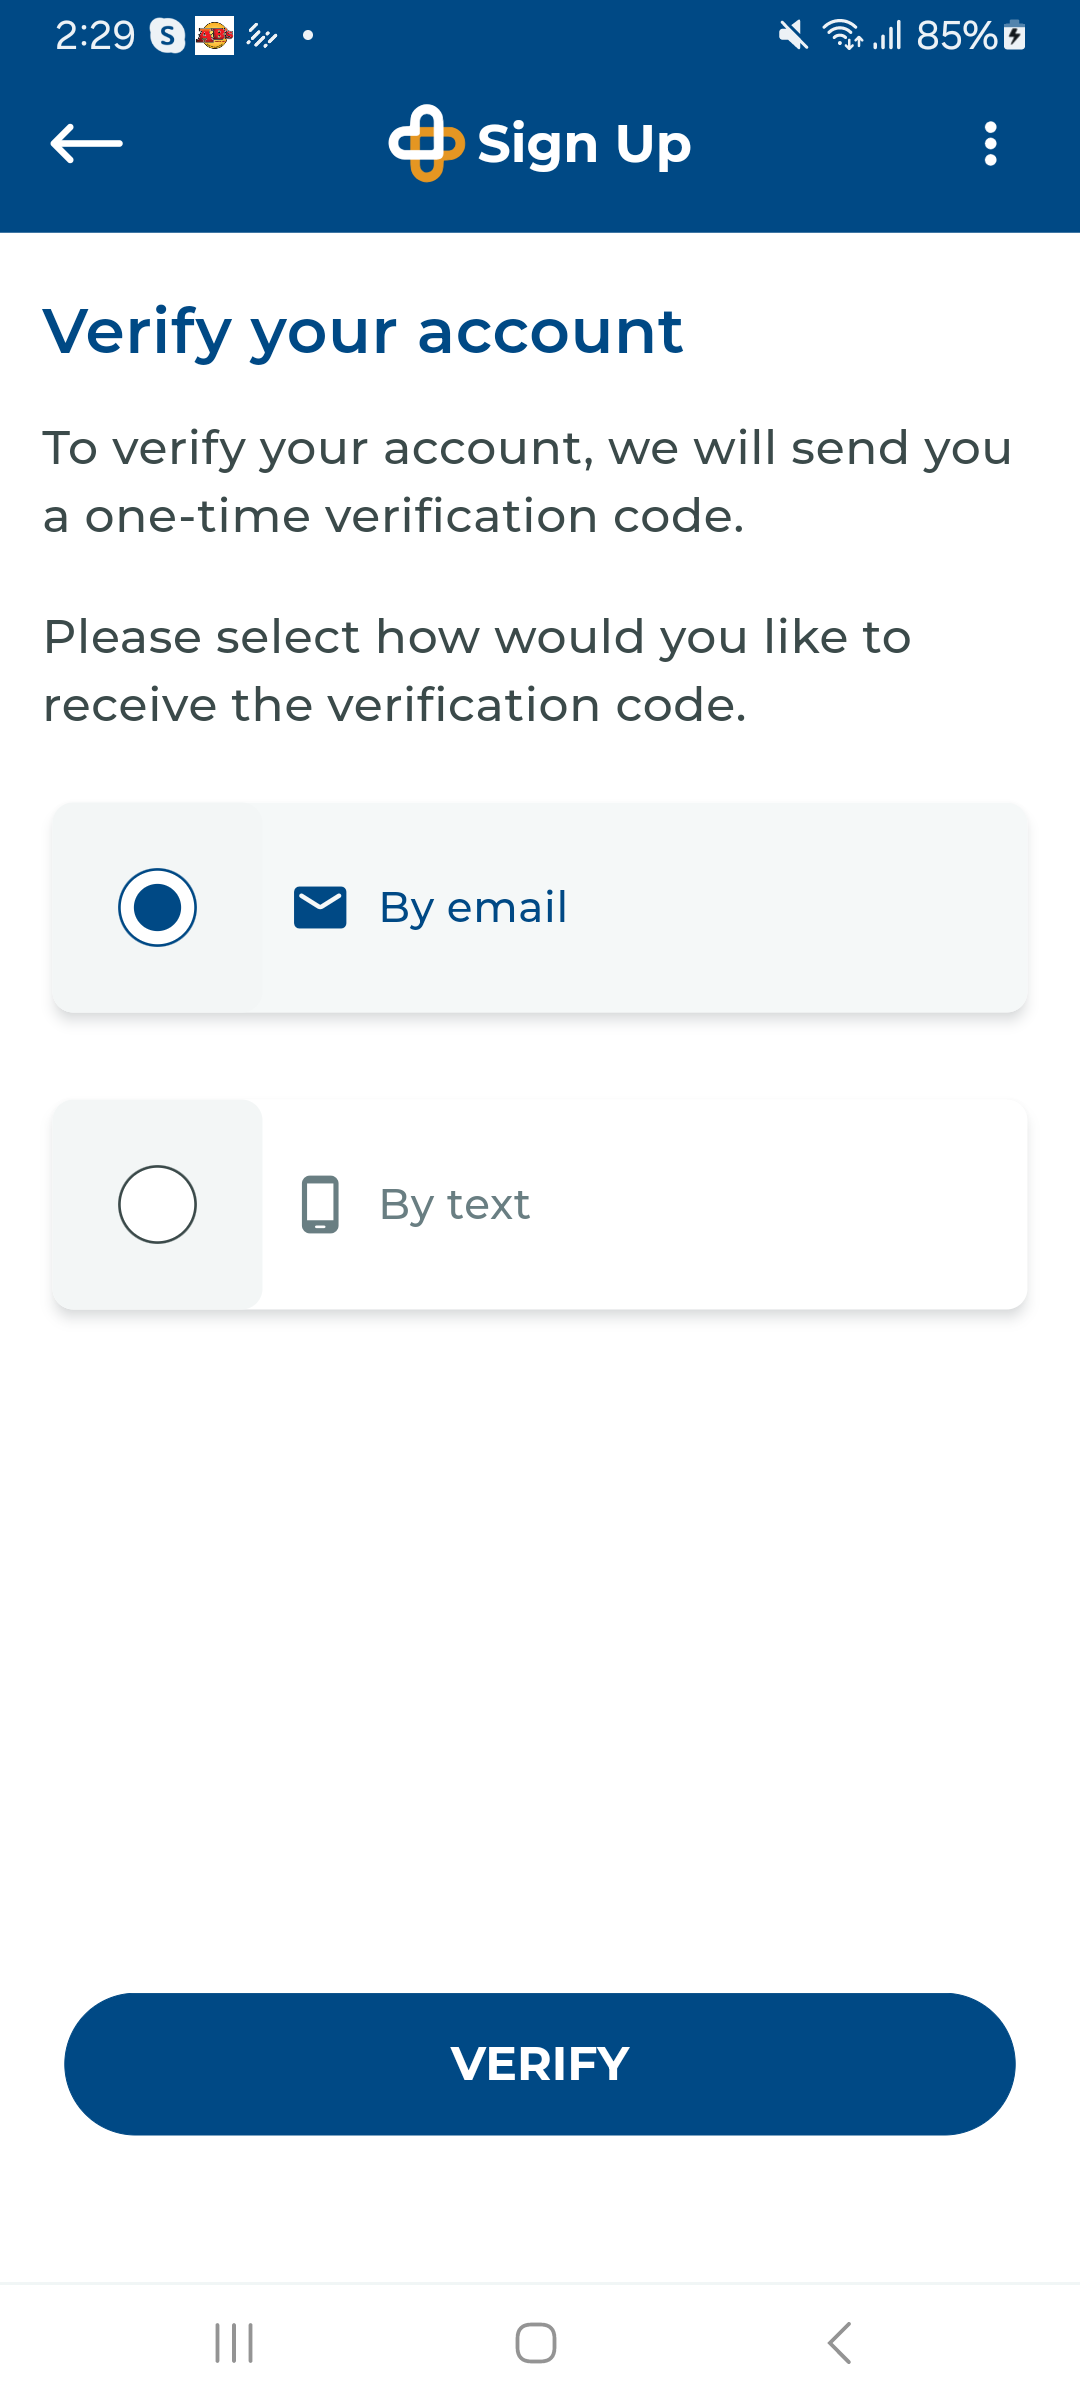 2:29 S 85%
Sign Up
Verify your account
To verify your account, we will send you
a one-time verification code.
Please select how would you like to
receive the verification code.
By email
By text
VERIFY